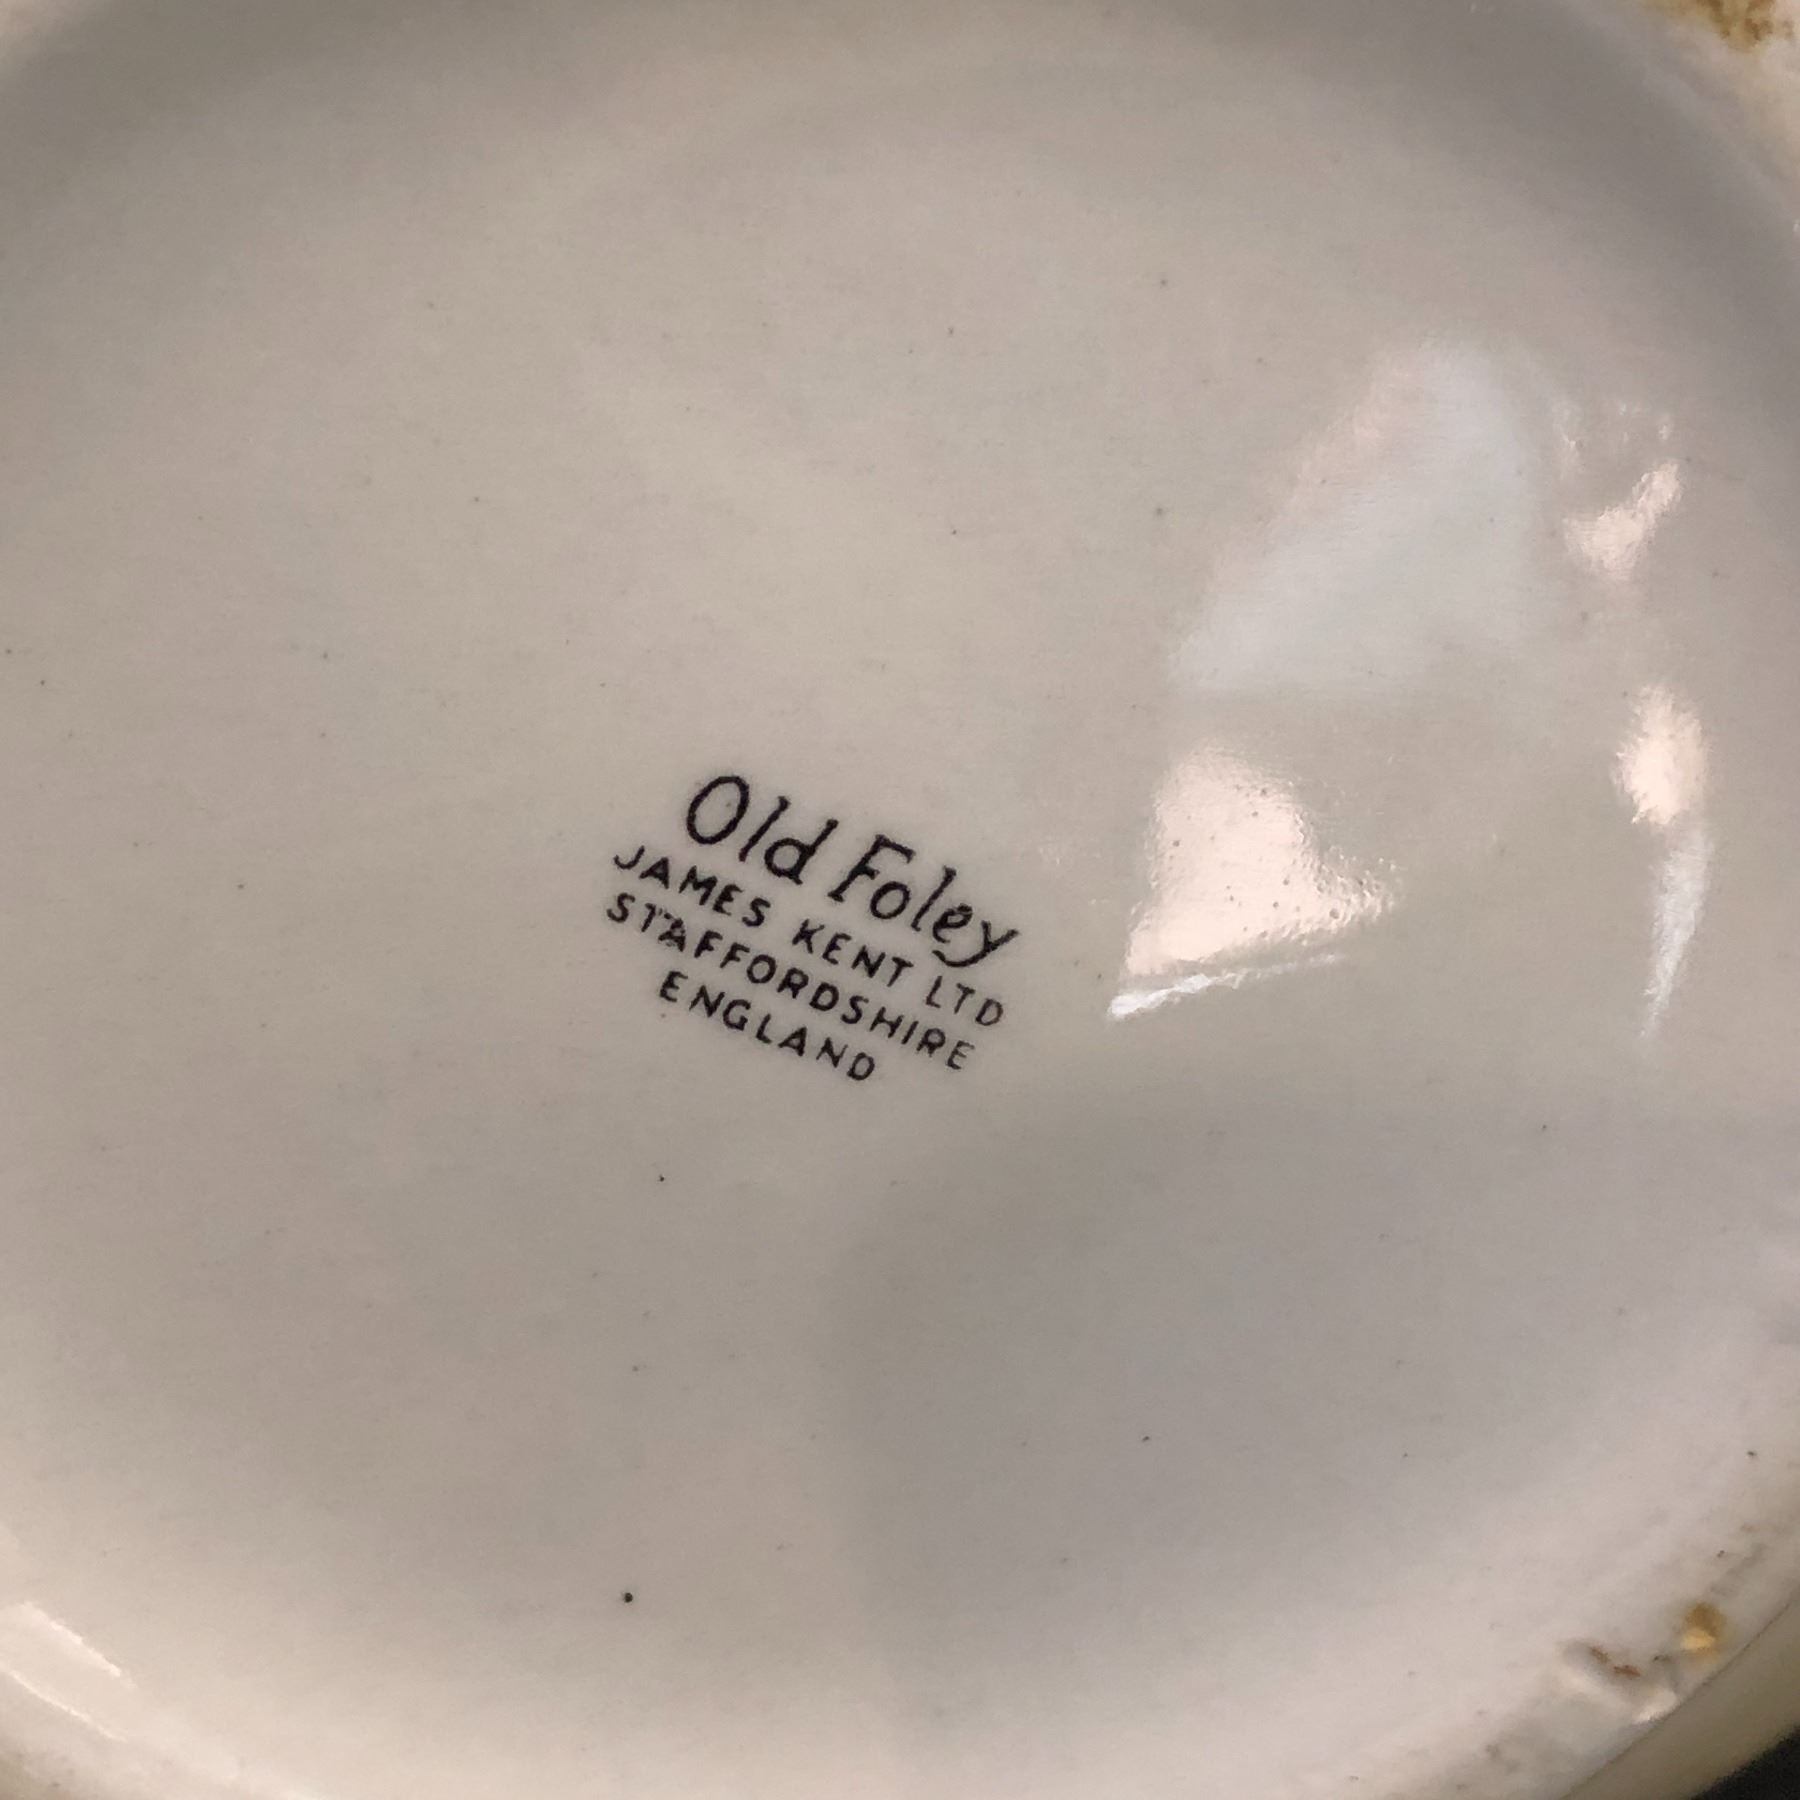 Old Foley
JAMES KENT LTD
STAFFORDSHIRE
ENGLAND